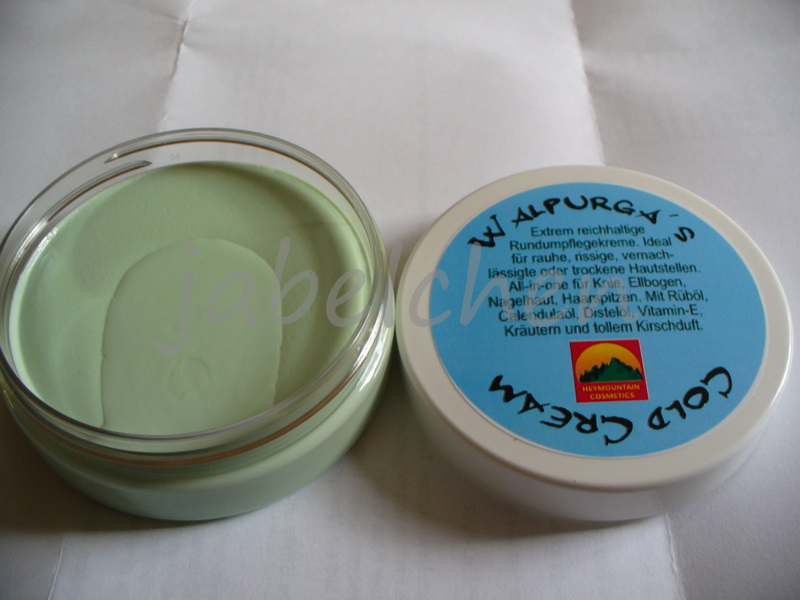 WALPURGA´S
Extrem reichhaltige
Rundumpflegekreme. Ideal
für rauhe, rissige, vernach-
lässigte oder trockene Hautstellen.
All-in-one für Knie, Ellbogen,
Nagelhaut, Haarspitzen. Mit Rüböl,
Calendulaöl, Distelöl, Vitamin-E,
Kräutern und tollem Kirschduft.
HEYMOUNTAIN
COSMETICS
COLD CREAM